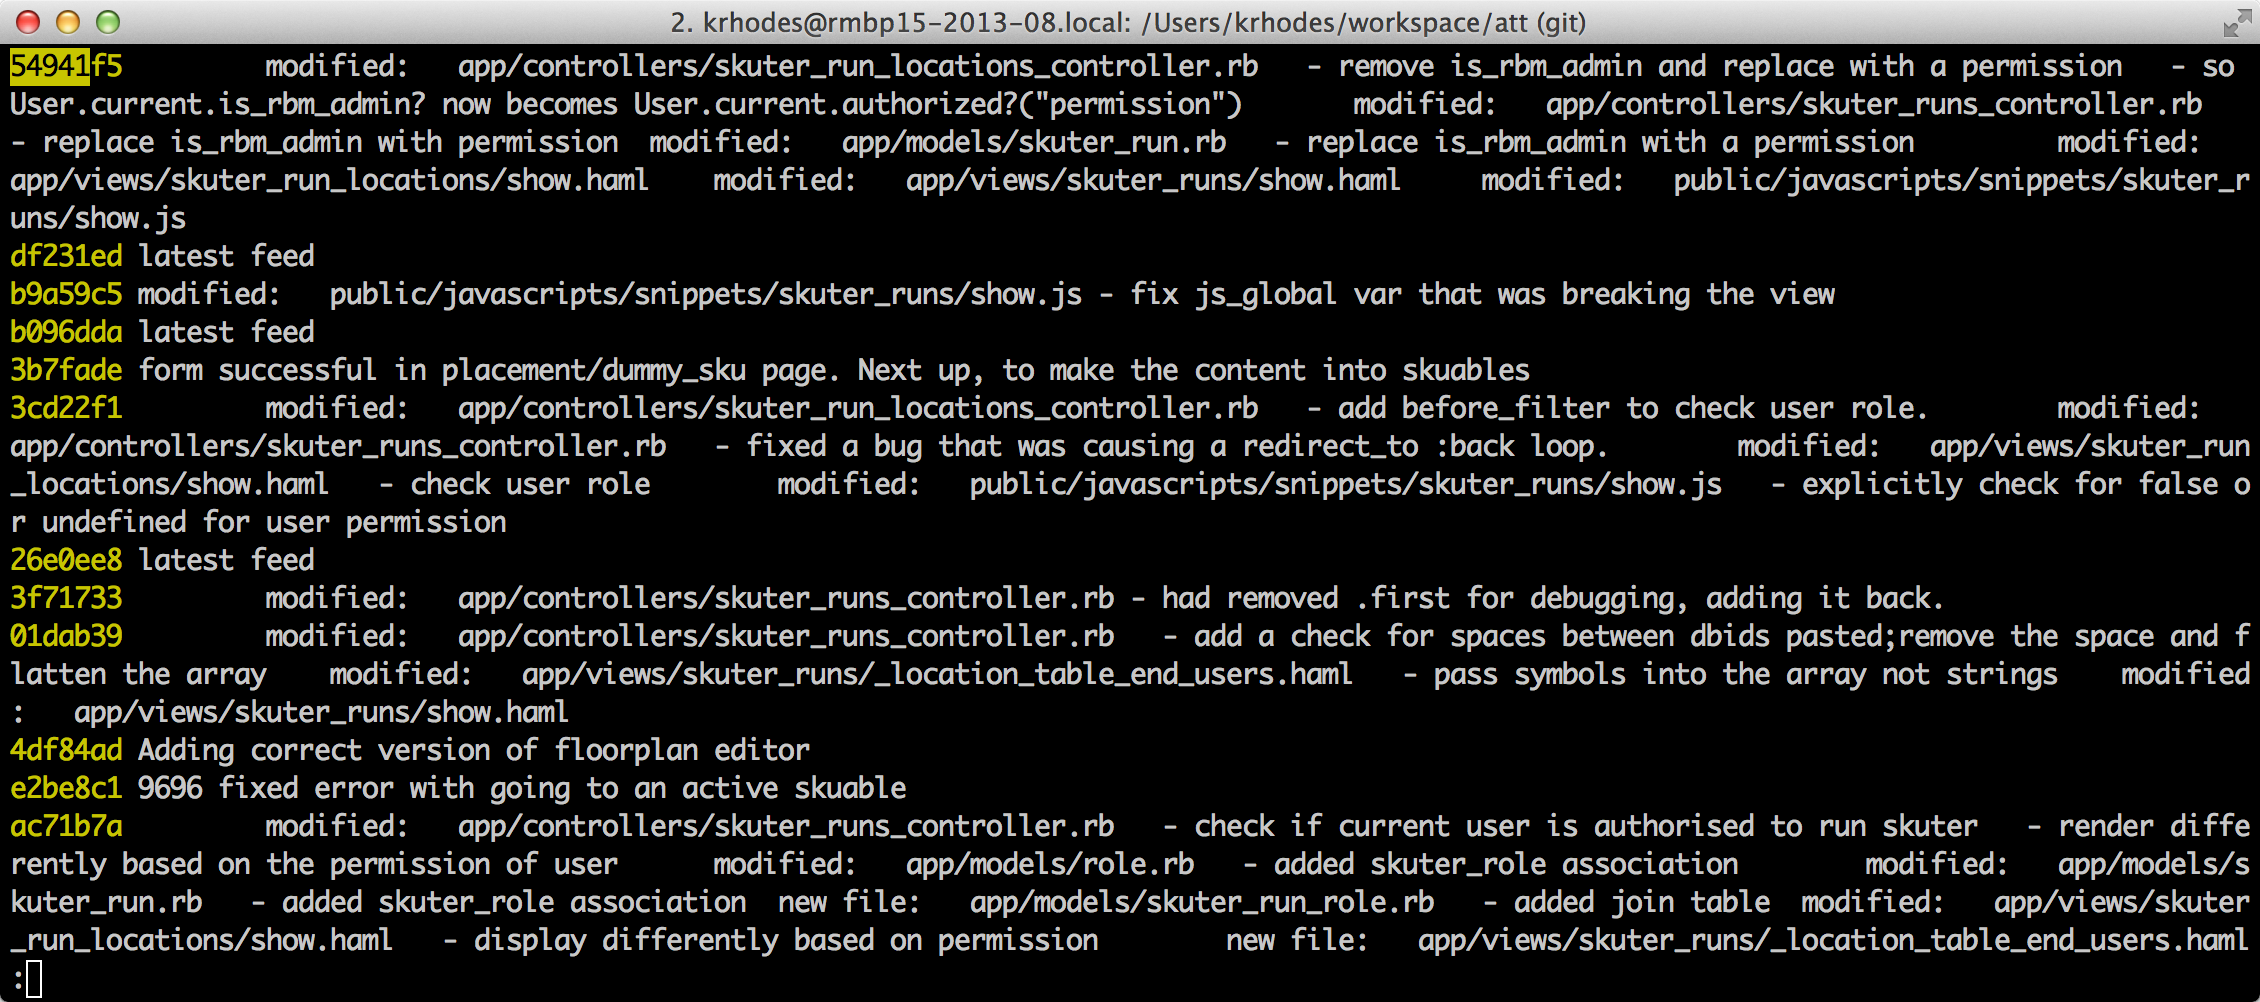 2. krhodes@rmbp15-2013-08.local: /Users/krhodes/workspace/att (git)
54941f5         modified:   app/controllers/skuter_run_locations_controller.rb   - remove is_rbm_admin and replace with a permission   - so
User.current.is_rbm_admin? now becomes User.current.authorized?("permission")       modified:   app/controllers/skuter_runs_controller.rb
- replace is_rbm_admin with permission  modified:   app/models/skuter_run.rb   - replace is_rbm_admin with a permission         modified:
app/views/skuter_run_locations/show.haml    modified:   app/views/skuter_runs/show.haml     modified:   public/javascripts/snippets/skuter_r
uns/show.js
df231ed latest feed
b9a59c5 modified:   public/javascripts/snippets/skuter_runs/show.js - fix js_global var that was breaking the view
b096dda latest feed
3b7fade form successful in placement/dummy_sku page. Next up, to make the content into skuables
3cd22f1         modified:   app/controllers/skuter_run_locations_controller.rb   - add before_filter to check user role.        modified:
app/controllers/skuter_runs_controller.rb   - fixed a bug that was causing a redirect_to :back loop.        modified:   app/views/skuter_run
_locations/show.haml   - check user role        modified:   public/javascripts/snippets/skuter_runs/show.js   - explicitly check for false o
r undefined for user permission
26e0ee8 latest feed
3f71733         modified:   app/controllers/skuter_runs_controller.rb - had removed .first for debugging, adding it back.
01dab39         modified:   app/controllers/skuter_runs_controller.rb   - add a check for spaces between dbids pasted;remove the space and f
latten the array    modified:   app/views/skuter_runs/_location_table_end_users.haml   - pass symbols into the array not strings    modified
:   app/views/skuter_runs/show.haml
4df84ad Adding correct version of floorplan editor
e2be8c1 9696 fixed error with going to an active skuable
ac71b7a         modified:   app/controllers/skuter_runs_controller.rb   - check if current user is authorised to run skuter   - render diffe
rently based on the permission of user      modified:   app/models/role.rb   - added skuter_role association        modified:   app/models/s
kuter_run.rb   - added skuter_role association  new file:   app/models/skuter_run_role.rb   - added join table  modified:   app/views/skuter
_run_locations/show.haml   - display differently based on permission        new file:   app/views/skuter_runs/_location_table_end_users.haml
: